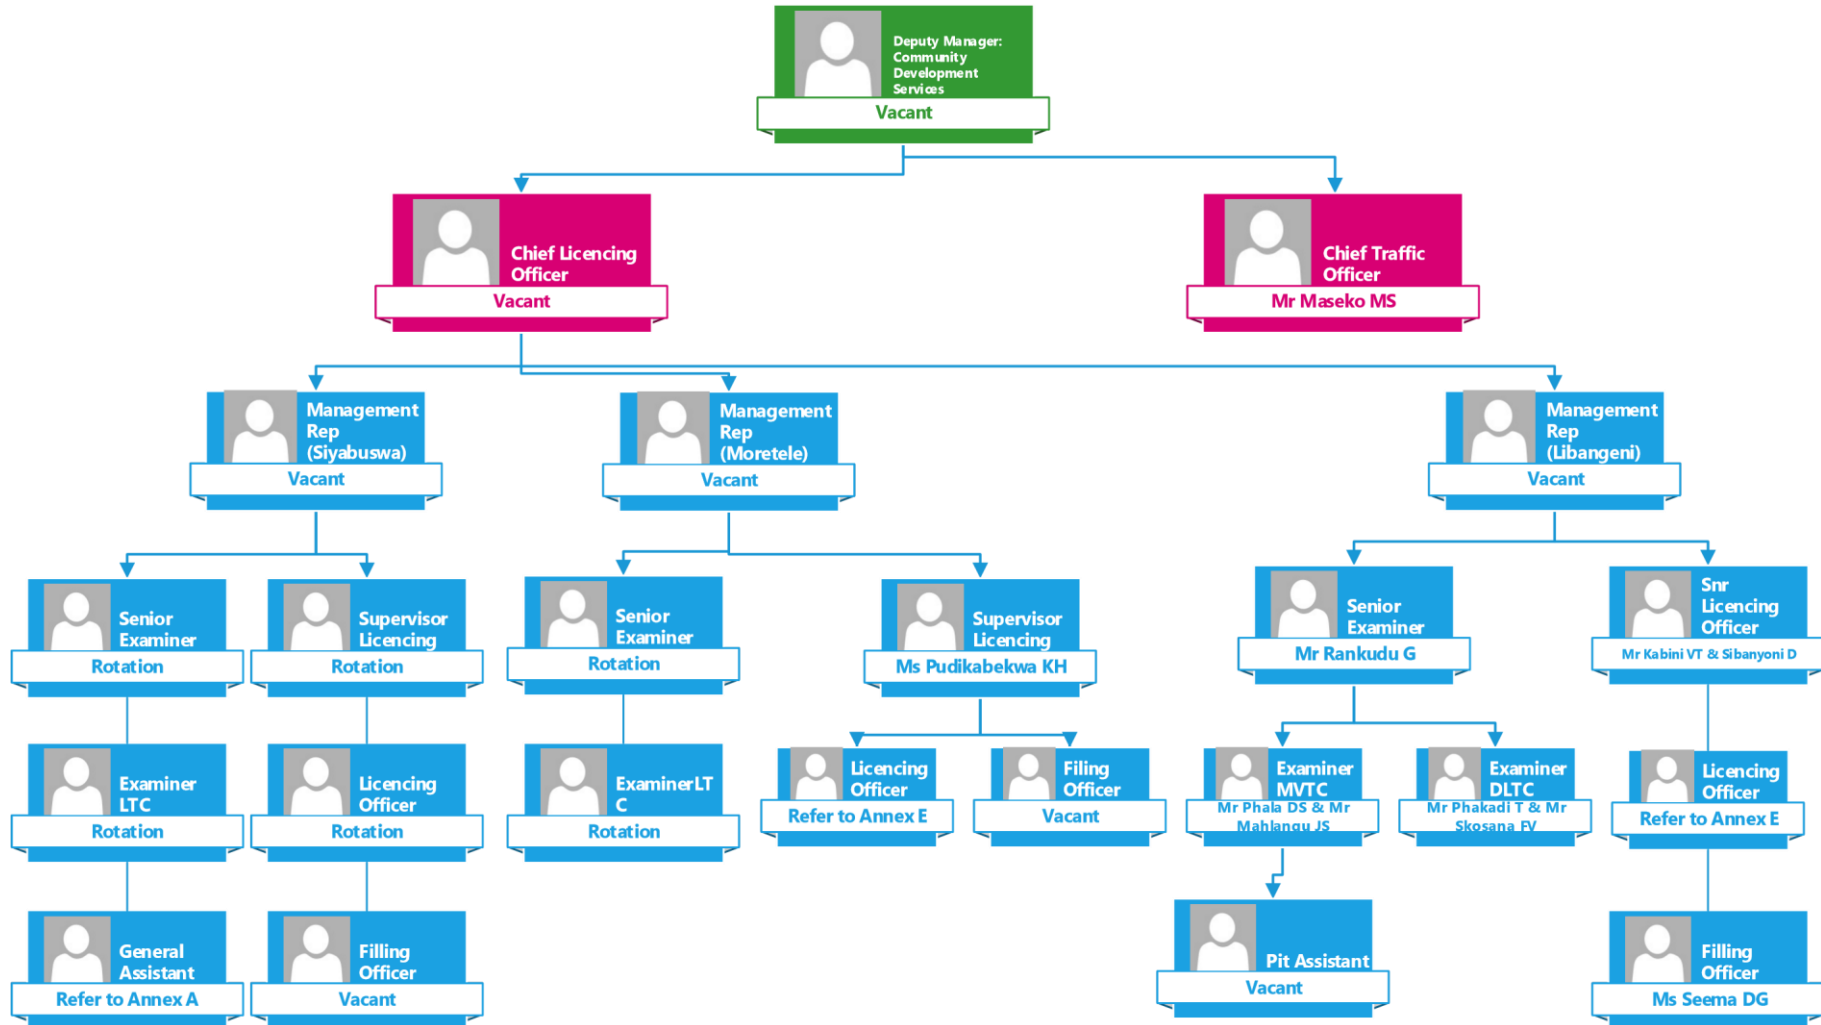 Deputy Manager:
Community
Development
Services
Vacant
Chief Licencing
Officer
Vacant
Chief Traffic
Officer
Mr Maseko MS
Management
Rep
(Siyabuswa)
Vacant
Management
Rep
(Moretele)
Vacant
Management
Rep
(Libangeni)
Vacant
Senior
Examiner
Rotation
Supervisor
Licencing
Rotation
Senior
Examiner
Rotation
Supervisor
Licencing
Ms Pudikabekwa KH
Senior
Examiner
Mr Rankudu G
Snr
Licencing
Officer
Mr Kabini VT & Sibanyoni D
Examiner
LTC
Rotation
Licencing
Officer
Rotation
ExaminerLT
C
Rotation
Licencing
Officer
Refer to Annex E
Filing
Officer
Vacant
Examiner
MVTC
Mr Phala DS & Mr
Mahlangu JS
Examiner
DLTC
Mr Phakadi T & Mr
Skosana FV
Licencing
Officer
Refer to Annex E
General
Assistant
Refer to Annex A
Filling
Officer
Vacant
Pit Assistant
Vacant
Filling
Officer
Ms Seema DG